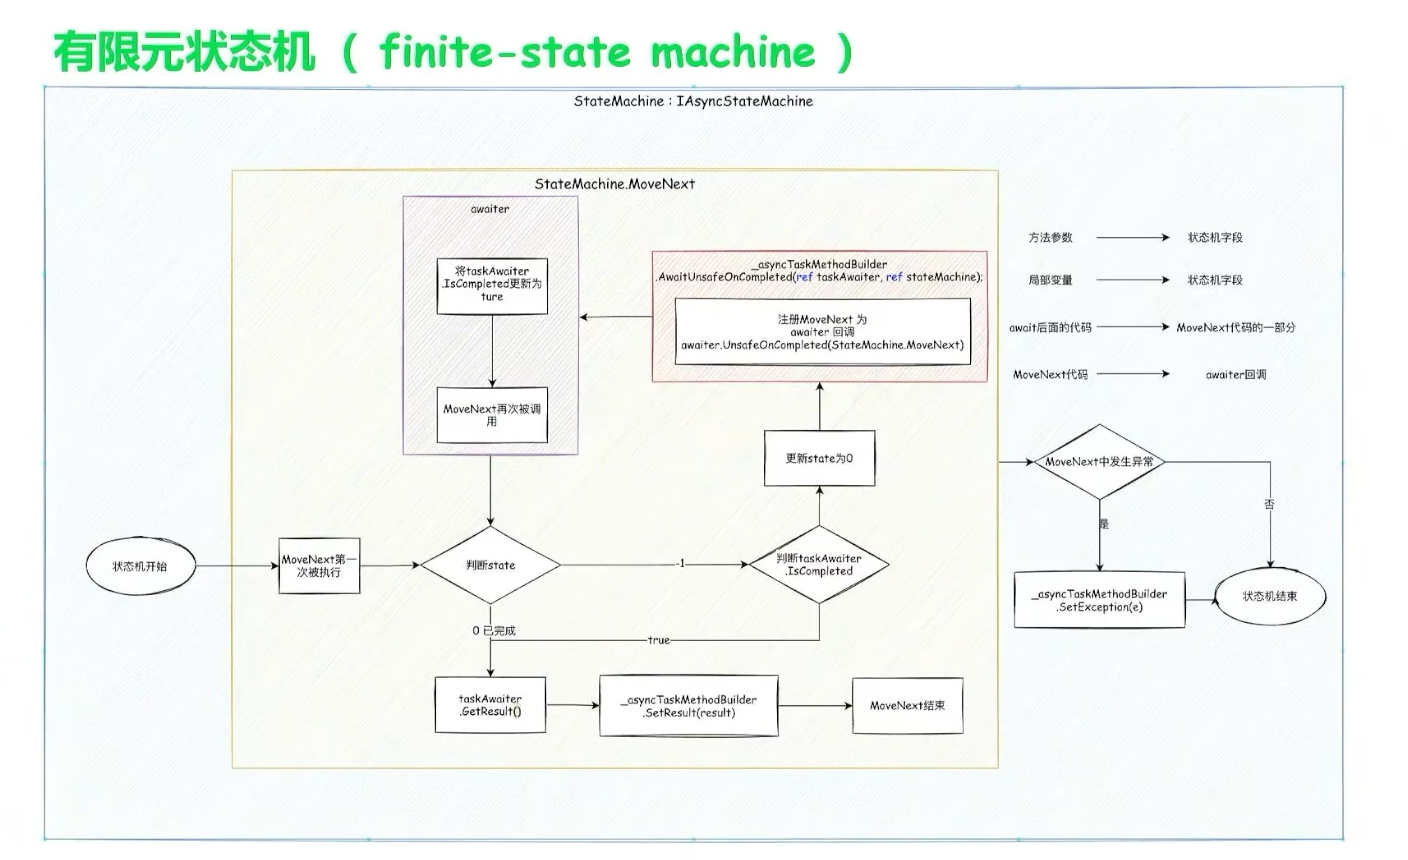 有限元状态机 ( finite-state machine )
StateMachine : IAsyncStateMachine
StateMachine.MoveNext
awaiter
将taskAwaiter
.IsCompleted更新为
ture
MoveNext再次被调
用
_asyncTaskMethodBuilder
.AwaitUnsafeOnCompleted(ref taskAwaiter, ref stateMachine);
注册MoveNext 为
awaiter 回调
awaiter.UnsafeOnCompleted(StateMachine.MoveNext)
更新state为0
状态机开始
MoveNext第一
次被执行
判断state
-1
判断taskAwaiter
.IsCompleted
0 已完成
true
taskAwaiter
.GetResult()
_asyncTaskMethodBuilder
.SetResult(result)
MoveNext结束
方法参数
状态机字段
局部变量
状态机字段
await后面的代码
MoveNext代码的一部分
MoveNext代码
awaiter回调
MoveNext中发生异常
否
是
_asyncTaskMethodBuilder
.SetException(e)
状态机结束